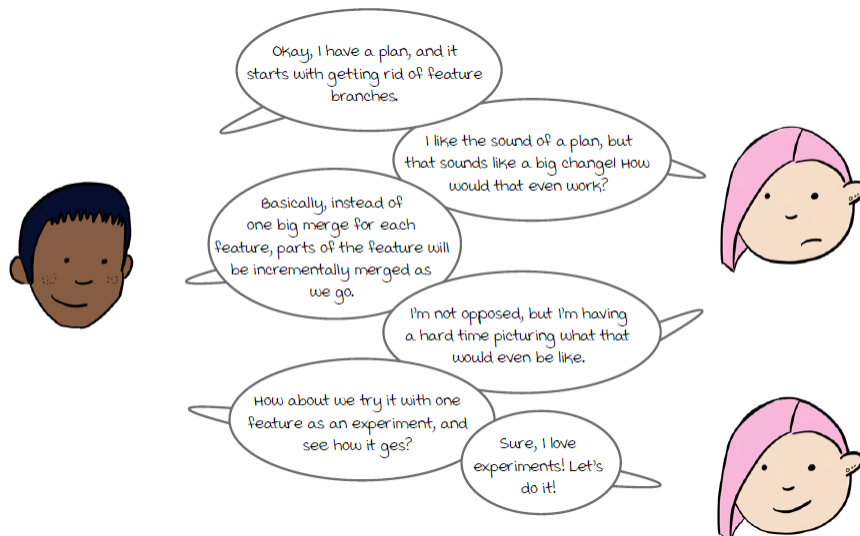 Okay, I have a plan, and it
starts with getting rid of feature
branches.
I like the sound of a plan, but
that sounds like a big change! How
would that even work?
Basically, instead of
one big merge for each
feature, parts of the feature will
be incrementally merged as
we go.
I'm not opposed, but I'm having
a hard time picturing what that
would even be like.
How about we try it with one
feature as an experiment, and
see how it ges?
Sure, I love
experiments! Let's
do it!